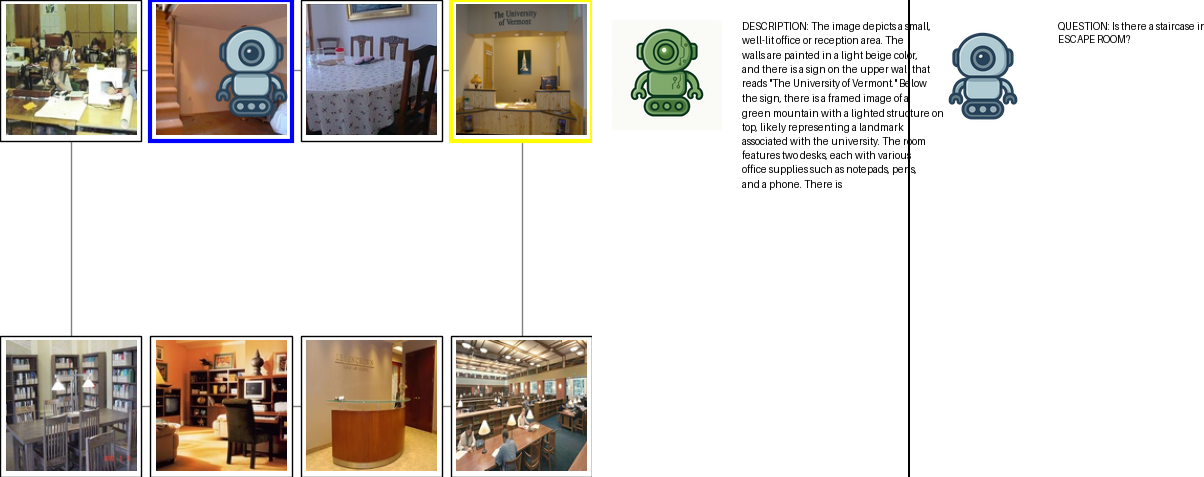 The University
of Vermont
DESCRIPTION: The image depicts a small,
well-lit office or reception area. The
walls are painted in a light beige color,
and there is a sign on the upper wall that
reads "The University of Vermont." Below
the sign, there is a framed image of a
green mountain with a lighted structure on
top, likely representing a landmark
associated with the university. The room
features two desks, each with various
office supplies such as notepads, pens,
and a phone. There is
QUESTION: Is there a staircase in
ESCAPE ROOM?